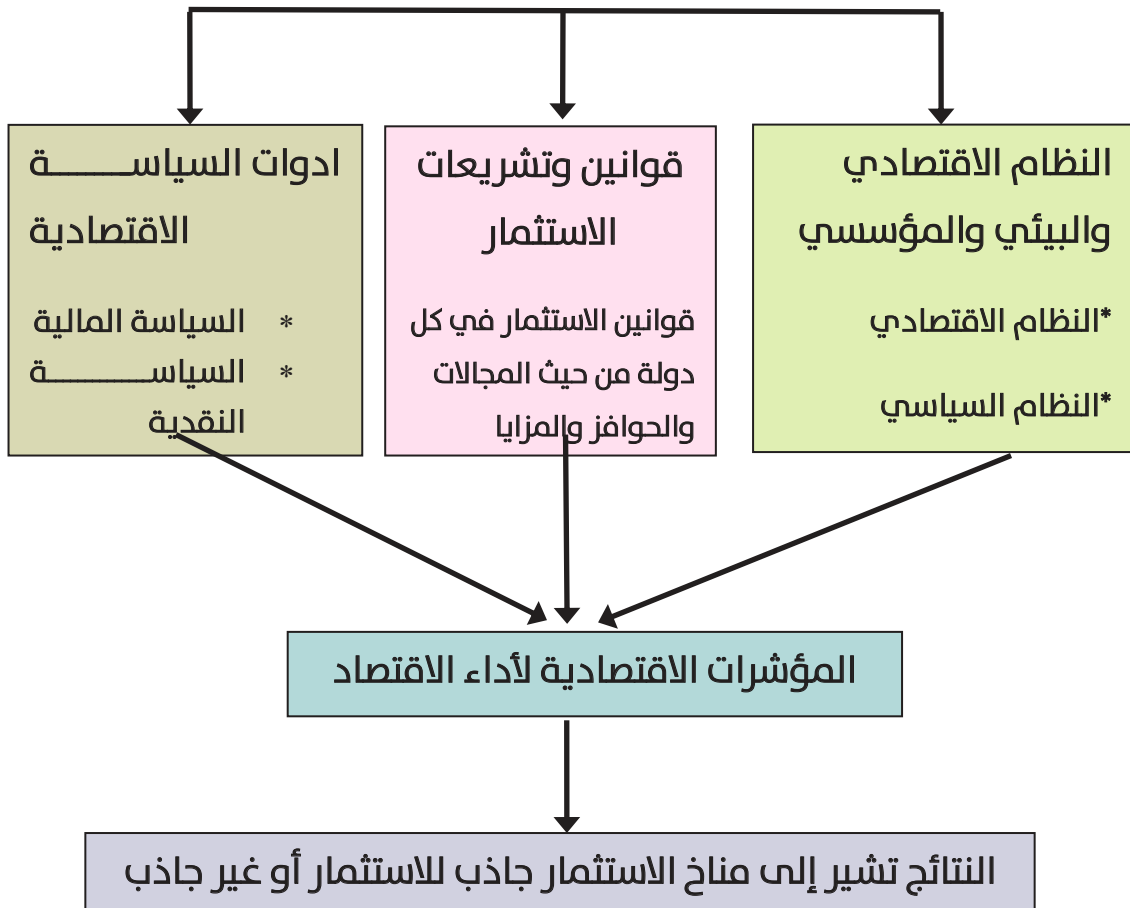 النظام الاقتصادي
والبيئي والمؤسسي
*النظام الاقتصادي
*النظام السياسي
قوانين وتشريعات
الاستثمار
قوانين الاستثمار في كل
دولة من حيث المجالات
والحوافز والمزايا
ادوات السياســـــــــة
الاقتصادية
* السياسة المالية
* السياســـــــــــــة
النقدية
المؤشرات الاقتصادية لأداء الاقتصاد
النتائج تشير إلى مناخ الاستثمار جاذب للاستثمار أو غير جاذب